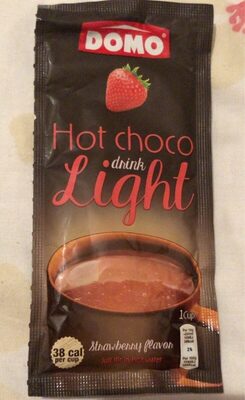 DOMO
Hot choco
drink
Light
1Cup
38 cal
per cup
Strawberry flavor